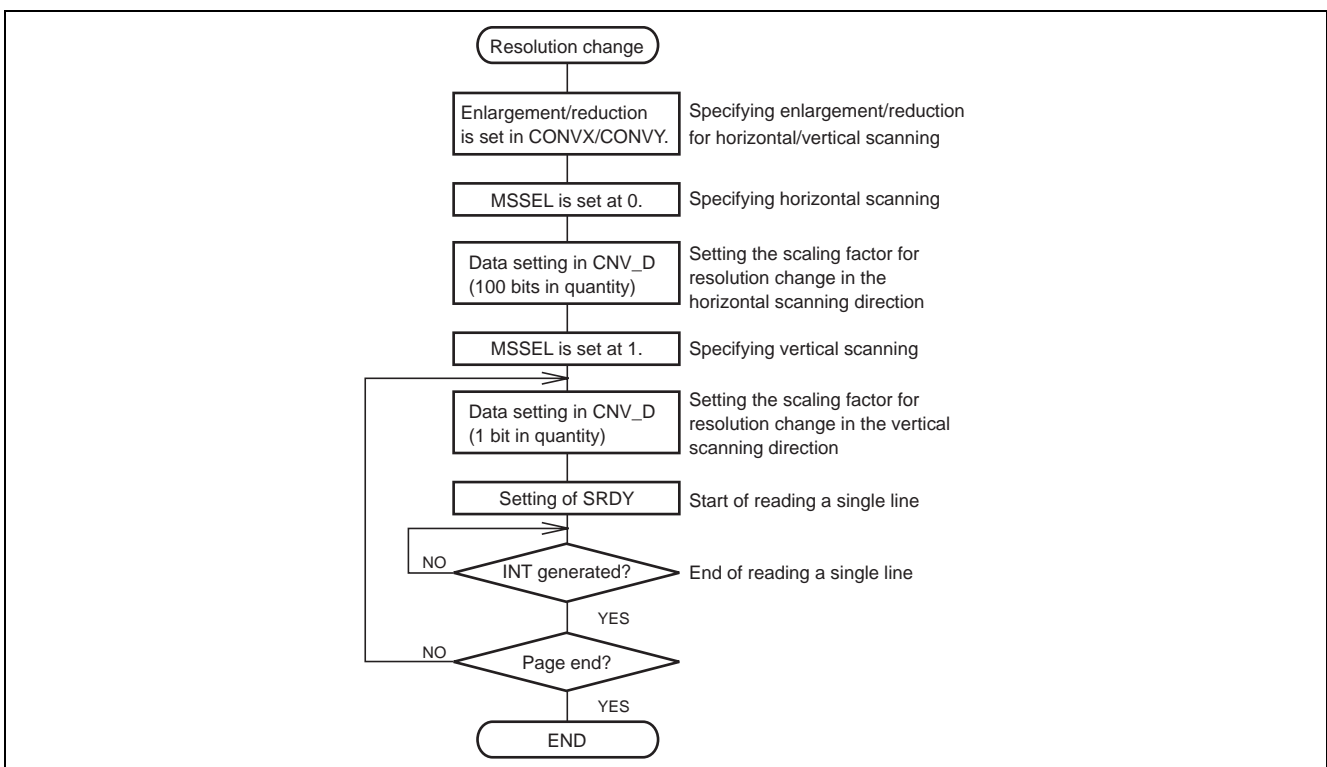 Resolution change
Enlargement/reduction
is set in CONVX/CONVY.
Specifying enlargement/reduction
for horizontal/vertical scanning
MSSEL is set at 0.
Specifying horizontal scanning
Data setting in CNV_D
(100 bits in quantity)
Setting the scaling factor for
resolution change in the
horizontal scanning direction
MSSEL is set at 1.
Specifying vertical scanning
Data setting in CNV_D
(1 bit in quantity)
Setting the scaling factor for
resolution change in the vertical
scanning direction
Setting of SRDY
Start of reading a single line
NO
INT generated?
End of reading a single line
YES
NO
Page end?
YES
END